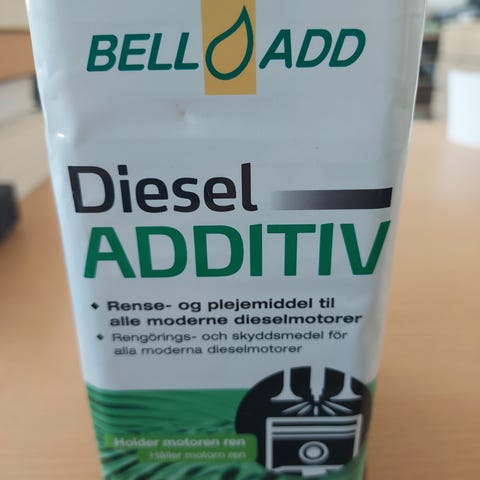 BELL ADD
Diesel
ADDITIV
Rense- og plejemiddel til
alle moderne dieselmotorer
Rengörings- och skyddsmedel för
alla moderna dieselmotorer
Holder motoren ren
Håller motorn ren